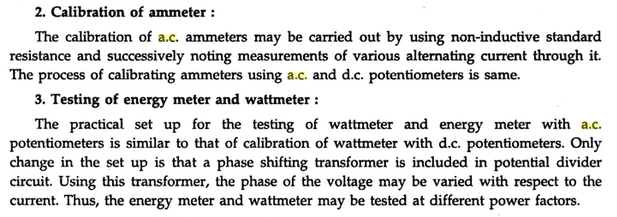 2. Calibration of ammeter :
The calibration of a.c. ammeters may be carried out by using non-inductive standard
resistance and successively noting measurements of various alternating current through it.
The process of calibrating ammeters using a.c. and d.c. potentiometers is same.
3. Testing of energy meter and wattmeter :
The practical set up for the testing of wattmeter and energy meter with a.c.
potentiometers is similar to that of calibration of wattmeter with d.c. potentiometers. Only
change in the set up is that a phase shifting transformer is included in potential divider
circuit. Using this transformer, the phase of the voltage may be varied with respect to the
current. Thus, the energy meter and wattmeter may be tested at different power factors.